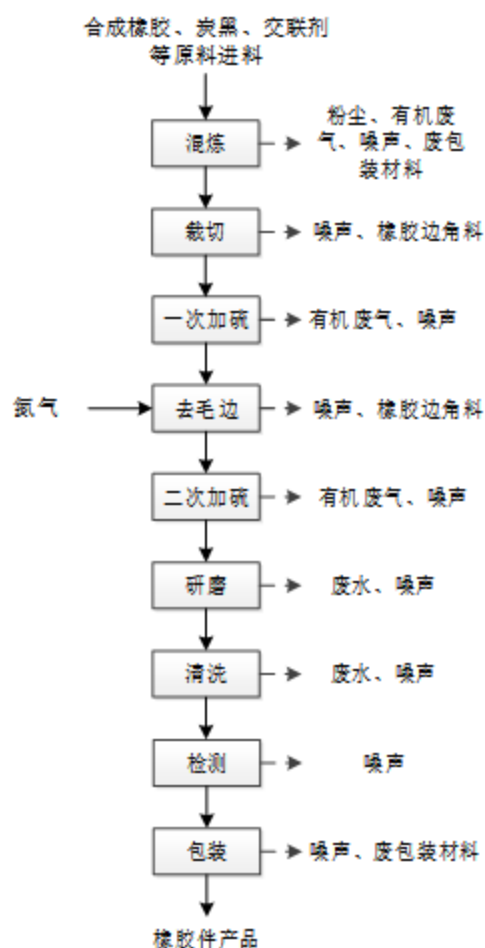 合成橡胶、炭黑、交联剂
等原料进料
混炼
粉尘、有机废
气、噪声、废包
装材料
裁切
噪声、橡胶边角料
一次加硫
有机废气、噪声
氮气
去毛边
噪声、橡胶边角料
二次加硫
有机废气、噪声
研磨
废水、噪声
清洗
废水、噪声
检测
噪声
包装
噪声、废包装材料
橡胶件产品